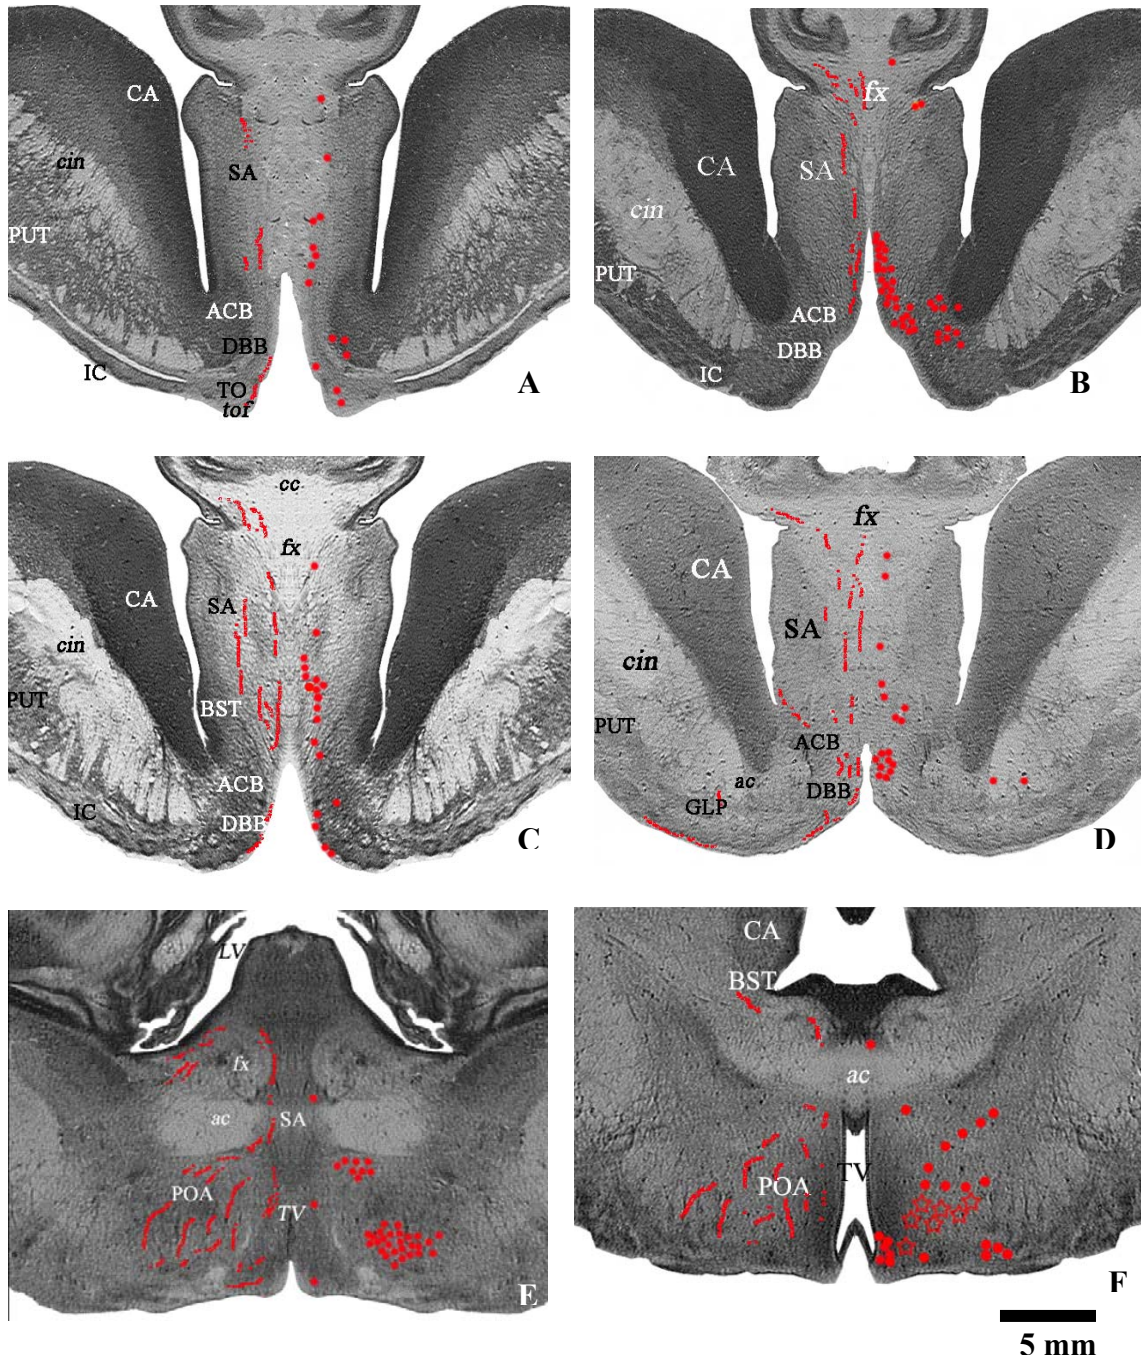 CA
cin
SA
PUT
ACB
DBB
IC
TO
tof
A
fx
CA
SA
cin
PUT
ACB
DBB
IC
B
cc
fx
CA
SA
cin
PUT
BST
ACB
IC
DBB
C
fx
CA
SA
cin
PUT
ACB
ac
DBB
GLP
D
LV
fx
ac
SA
POA
TV
E
CA
BST
ac
TV
POA
F
5 mm